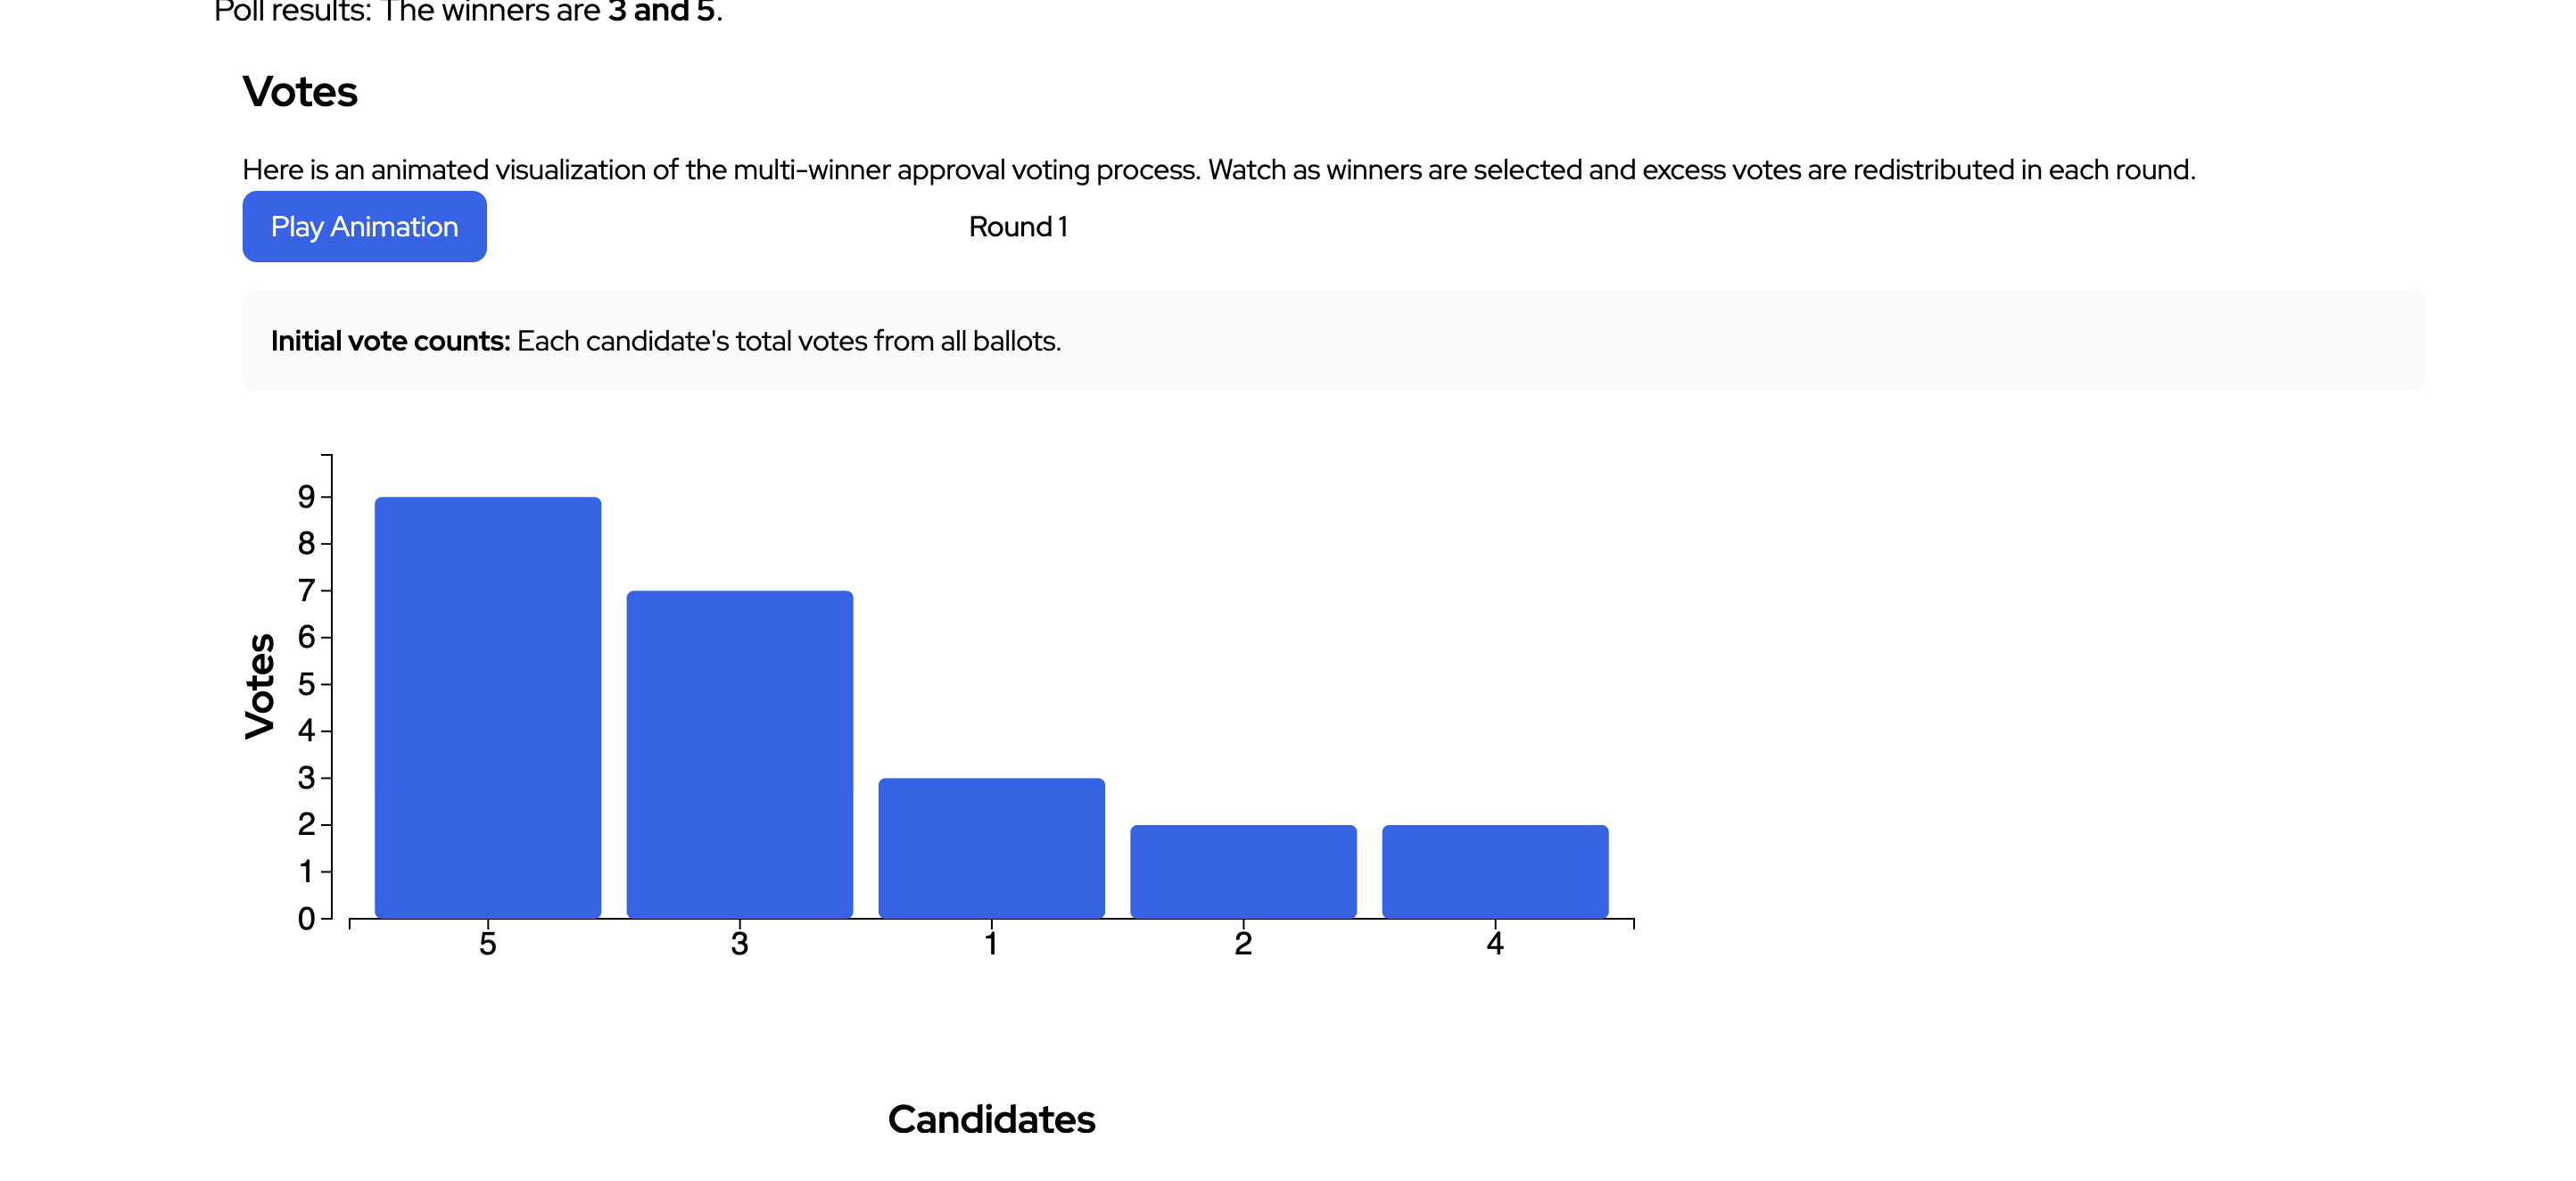 Poll results: The winners are 3 and 5.
Votes
Here is an animated visualization of the multi-winner approval voting process. Watch as winners are selected and excess votes are redistributed in each round.
Play Animation
Round 1
Initial vote counts: Each candidate's total votes from all ballots.
Votes
9
8
7
6
5
4
3
2
1
0
5 3 1 2 4
Candidates